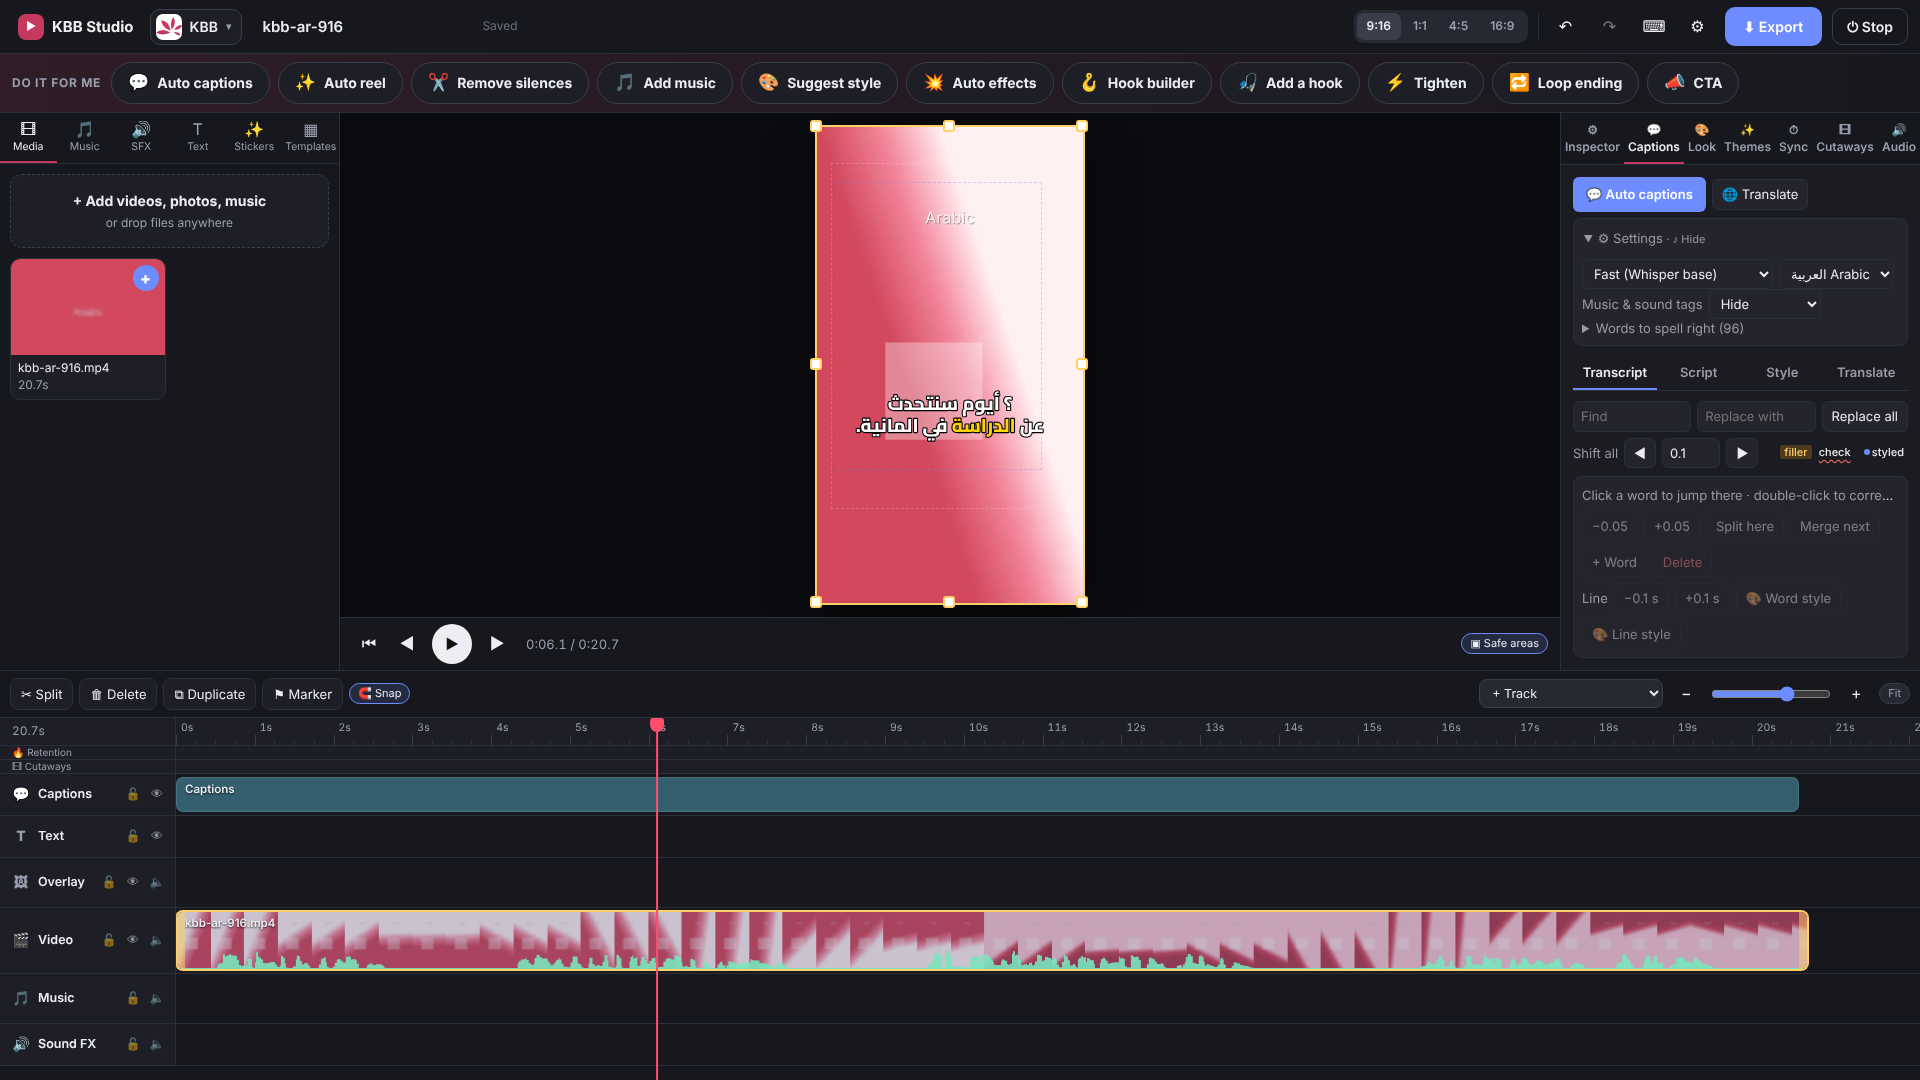 KBB Studio
KBB
kbb-ar-916
Saved
9:16 1:1 4:5 16:9
Export
Stop
DO IT FOR ME
Auto captions
Auto reel
Remove silences
Add music
Suggest style
Auto effects
Hook builder
Add a hook
Tighten
Loop ending
CTA
Media
Music
SFX
Text
Stickers
Templates
+ Add videos, photos, music
or drop files anywhere
kbb-ar-916.mp4
20.7s
Arabic
؟ أيوم سنتحدث
عن الدراسة في المانية.
0:06.1 / 0:20.7
Safe areas
Inspector
Captions
Look
Themes
Sync
Cutaways
Audio
Auto captions
Translate
Settings · ♪ Hide
Fast (Whisper base)
العربية Arabic
Music & sound tags Hide
Words to spell right (96)
Transcript Script Style Translate
Find
Replace with
Replace all
Shift all 0.1
filler check styled
Click a word to jump there · double-click to corre...
−0.05 +0.05 Split here Merge next
+ Word Delete
Line −0.1 s +0.1 s Word style
Line style
Split
Delete
Duplicate
Marker
Snap
+ Track
Fit
20.7s
0s 1s 2s 3s 4s 5s 7s 8s 9s 10s 11s 12s 13s 14s 15s 16s 17s 18s 19s 20s 21s
Retention
Cutaways
Captions
Captions
Text
Overlay
Video
kbb-ar-916.mp4
Music
Sound FX